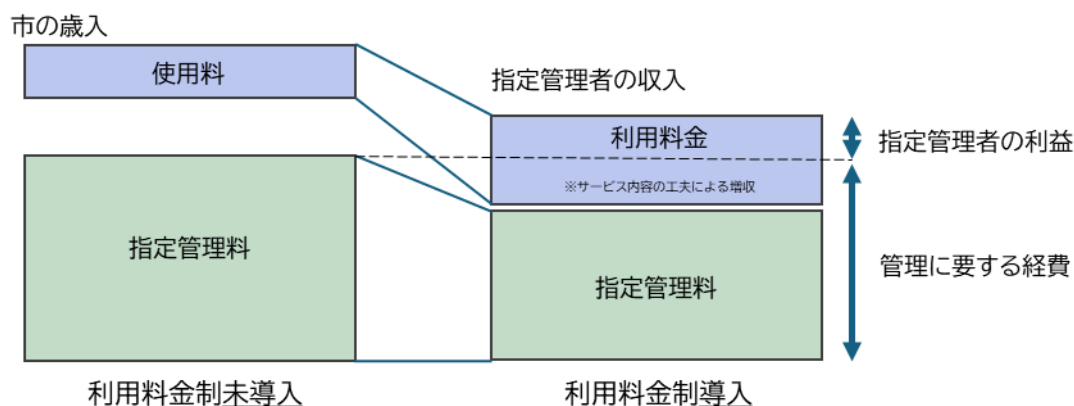 市の歳入
使用料
指定管理者の収入
利用料金
指定管理者の利益
※サービス内容の工夫による増収
指定管理料
管理に要する経費
指定管理料
利用料金制未導入
利用料金制導入